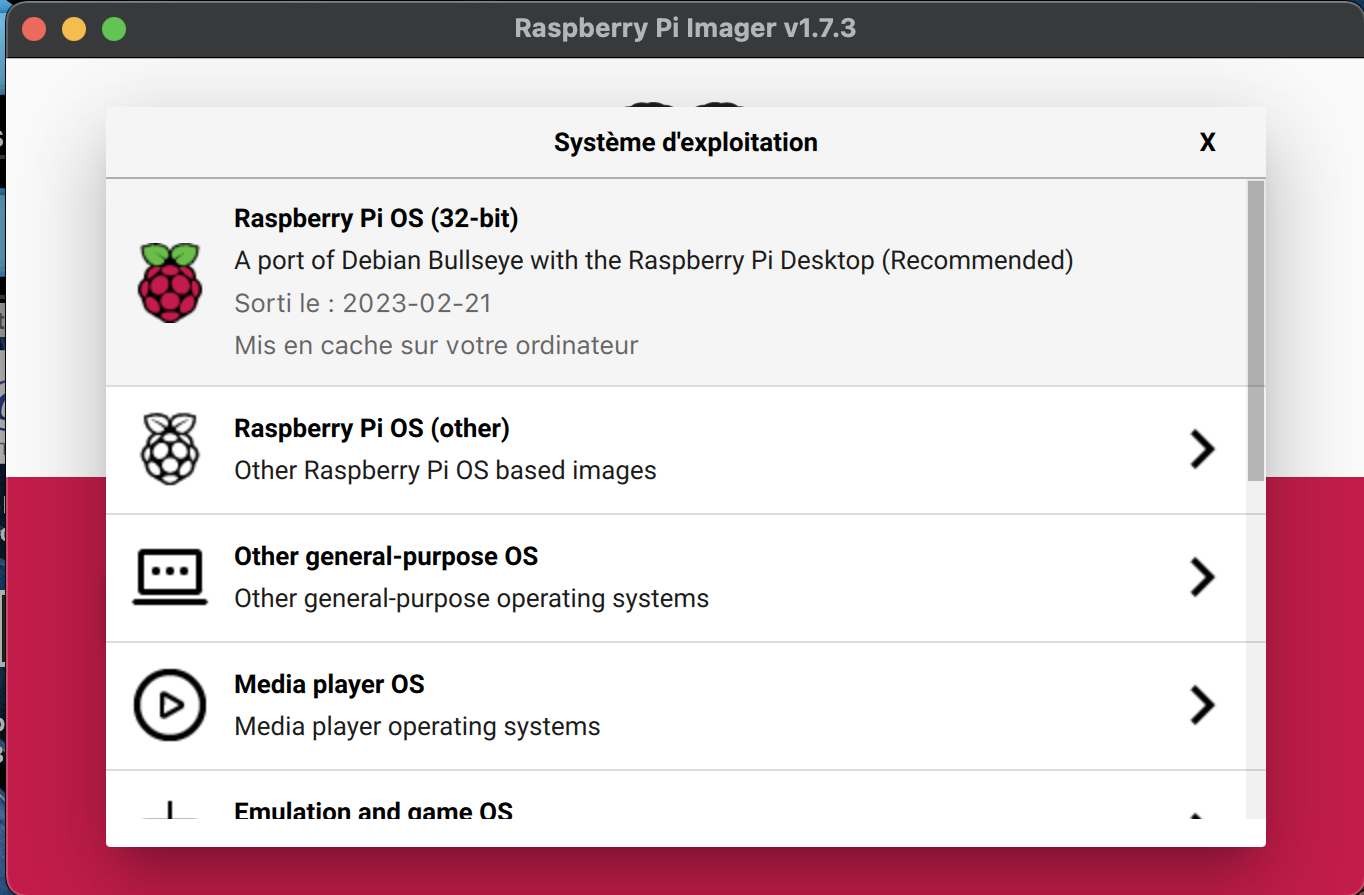 Raspberry Pi Imager v1.7.3
Système d'exploitation
X
Raspberry Pi OS (32-bit)
A port of Debian Bullseye with the Raspberry Pi Desktop (Recommended)
Sorti le : 2023-02-21
Mis en cache sur votre ordinateur
Raspberry Pi OS (other)
Other Raspberry Pi OS based images
Other general-purpose OS
Other general-purpose operating systems
Media player OS
Media player operating systems
Emulation and game OS